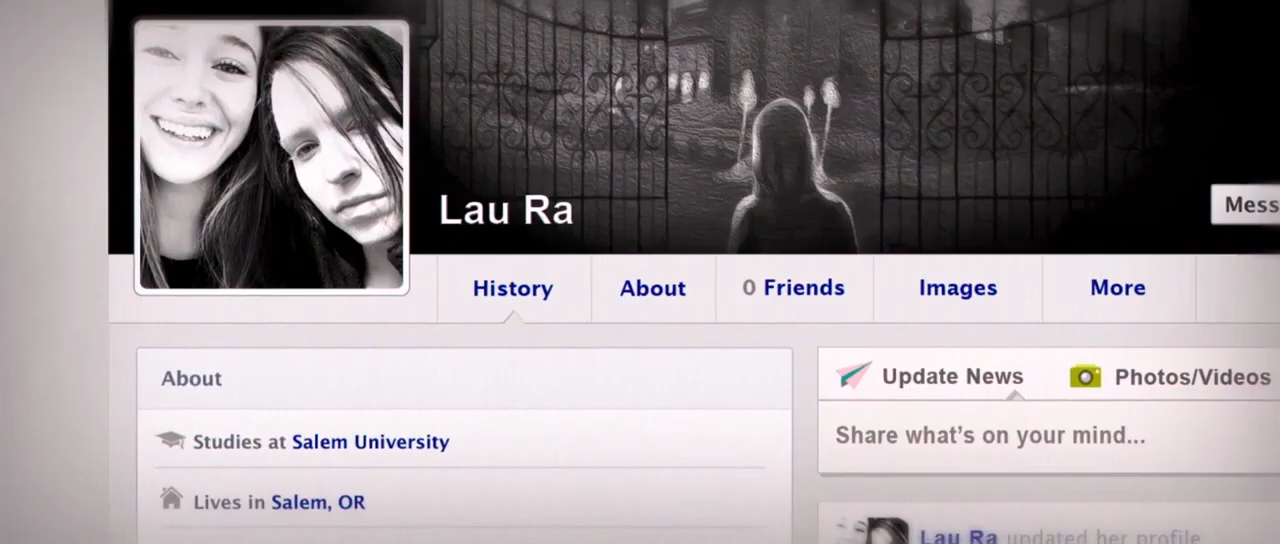 Lau Ra
Mess
History
About
0 Friends
Images
More
About
Update News
Photos/Videos
Studies at Salem University
Share what's on your mind...
Lives in Salem, OR
Lau Ra updated her profile